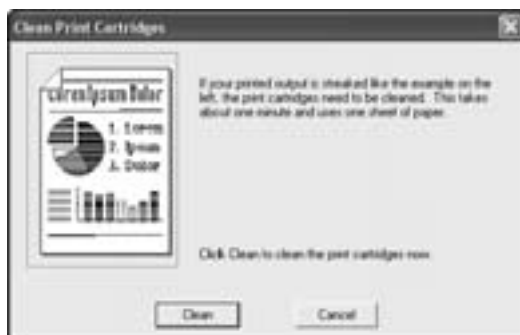 Clean Print Cartridges
Lorem Ipsum Dolor
1. Lorem
2. Ipsum
3. Dolor
If your printed output is streaked like the example on the
left, the print cartridges need to be cleaned. This takes
about one minute and uses one sheet of paper.
Click Clean to clean the print cartridges now.
Clean
Cancel